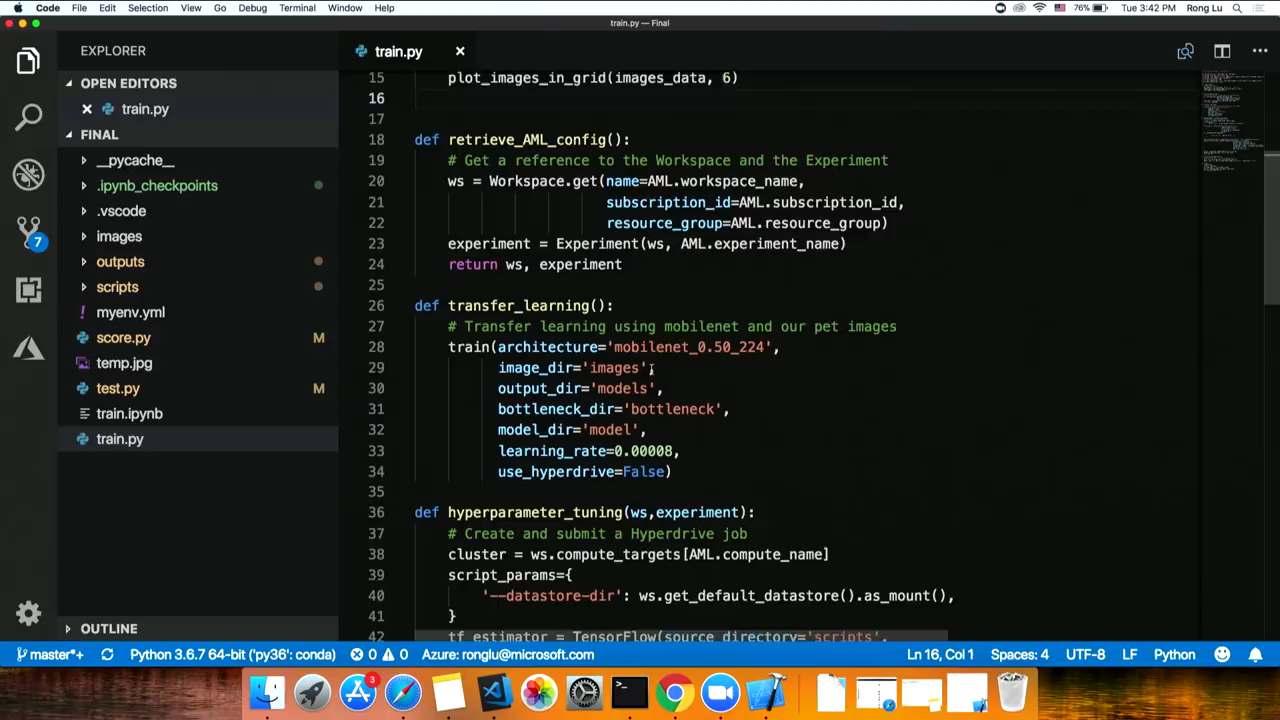 Code File Edit Selection View Go Debug Terminal Window Help 76% Tue 3:42 PM Rong Lu
train.py — Final
EXPLORER
OPEN EDITORS
train.py
FINAL
__pycache__
.ipynb_checkpoints
.vscode
images
outputs
scripts
myenv.yml
score.py M
temp.jpg
test.py M
train.ipynb
train.py
OUTLINE
7
train.py
15 plot_images_in_grid(images_data, 6)
16
17
18 def retrieve_AML_config():
19 # Get a reference to the Workspace and the Experiment
20 ws = Workspace.get(name=AML.workspace_name,
21 subscription_id=AML.subscription_id,
22 resource_group=AML.resource_group)
23 experiment = Experiment(ws, AML.experiment_name)
24 return ws, experiment
25
26 def transfer_learning():
27 # Transfer learning using mobilenet and our pet images
28 train(architecture='mobilenet_0.50_224',
29 image_dir='images',
30 output_dir='models',
31 bottleneck_dir='bottleneck',
32 model_dir='model',
33 learning_rate=0.00008,
34 use_hyperdrive=False)
35
36 def hyperparameter_tuning(ws,experiment):
37 # Create and submit a Hyperdrive job
38 cluster = ws.compute_targets[AML.compute_name]
39 script_params={
40 '--datastore-dir': ws.get_default_datastore().as_mount(),
41 }
42 tf_estimator = TensorFlow(source_directory='scripts',
master*+ Python 3.6.7 64-bit ('py36': conda) 0 0 Azure: ronglu@microsoft.com Ln 16, Col 1 Spaces: 4 UTF-8 LF Python
3